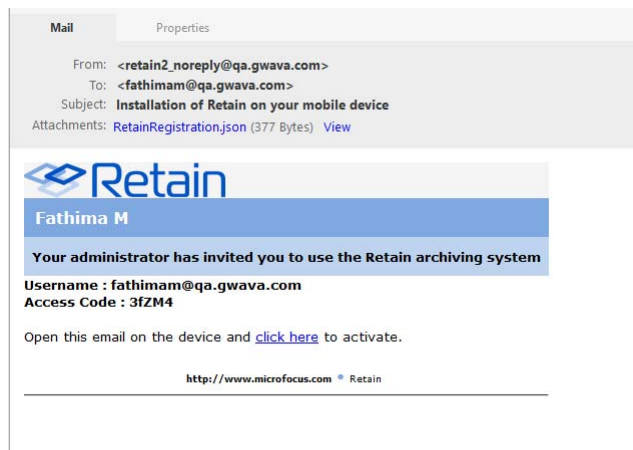 Mail Properties
From: <retain2_noreply@qa.gwava.com>
To: <fathimam@qa.gwava.com>
Subject: Installation of Retain on your mobile device
Attachments: RetainRegistration.json (377 Bytes) View
Retain
Fathima M
Your administrator has invited you to use the Retain archiving system
Username : fathimam@qa.gwava.com
Access Code : 3fZM4
Open this email on the device and click here to activate.
http://www.microfocus.com • Retain